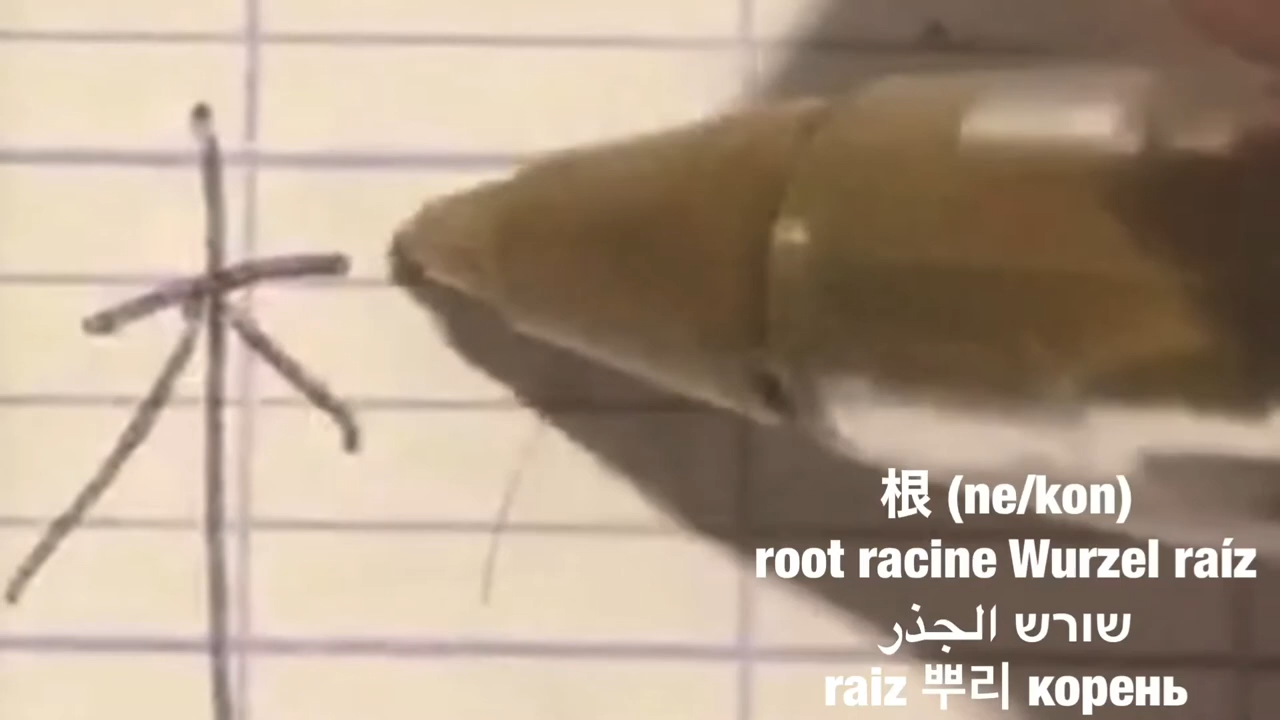 木
根 (ne/kon)
root racine Wurzel raíz
שורש الجذر
raiz 뿌리 корень